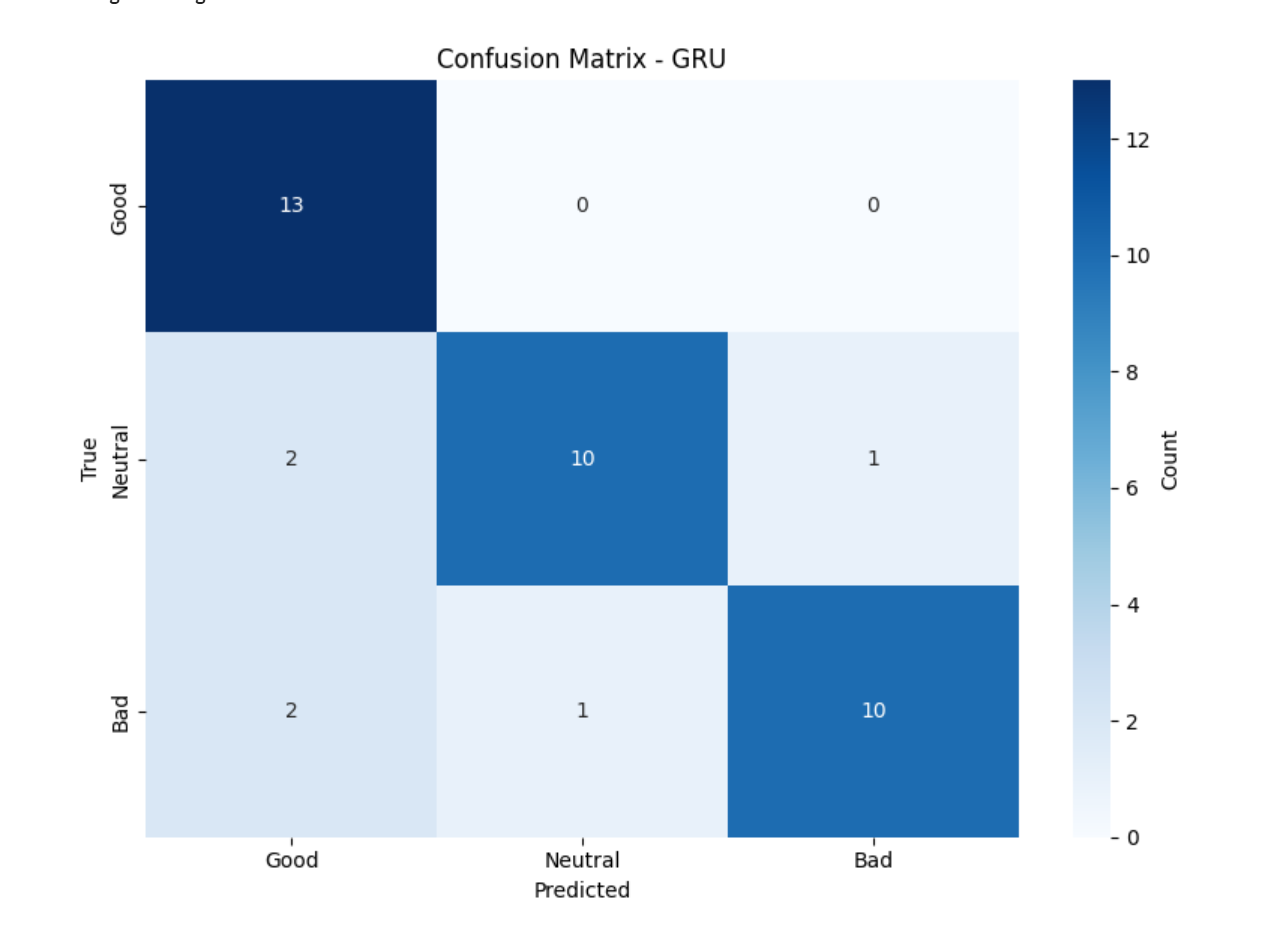 Confusion Matrix - GRU
Good
13
0
0
12
10
8
6
4
2
0
Count
True
Neutral
2
10
1
Bad
2
1
10
Good
Neutral
Bad
Predicted